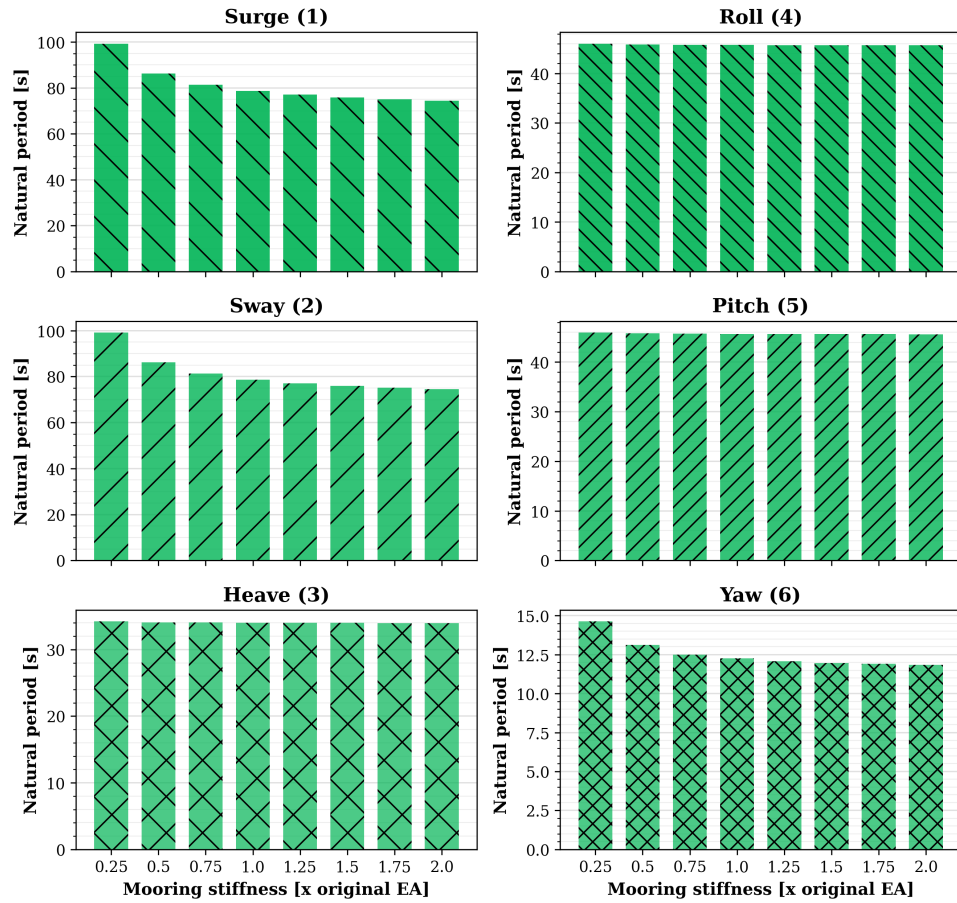 Surge (1)
Natural period [s]
100
80
60
40
20
0
Roll (4)
Natural period [s]
40
30
20
10
0
Sway (2)
Natural period [s]
100
80
60
40
20
0
Pitch (5)
Natural period [s]
40
30
20
10
0
Heave (3)
Natural period [s]
30
20
10
0
0.25 0.5 0.75 1.0 1.25 1.5 1.75 2.0
Mooring stiffness [x original EA]
Yaw (6)
Natural period [s]
15.0
12.5
10.0
7.5
5.0
2.5
0.0
0.25 0.5 0.75 1.0 1.25 1.5 1.75 2.0
Mooring stiffness [x original EA]